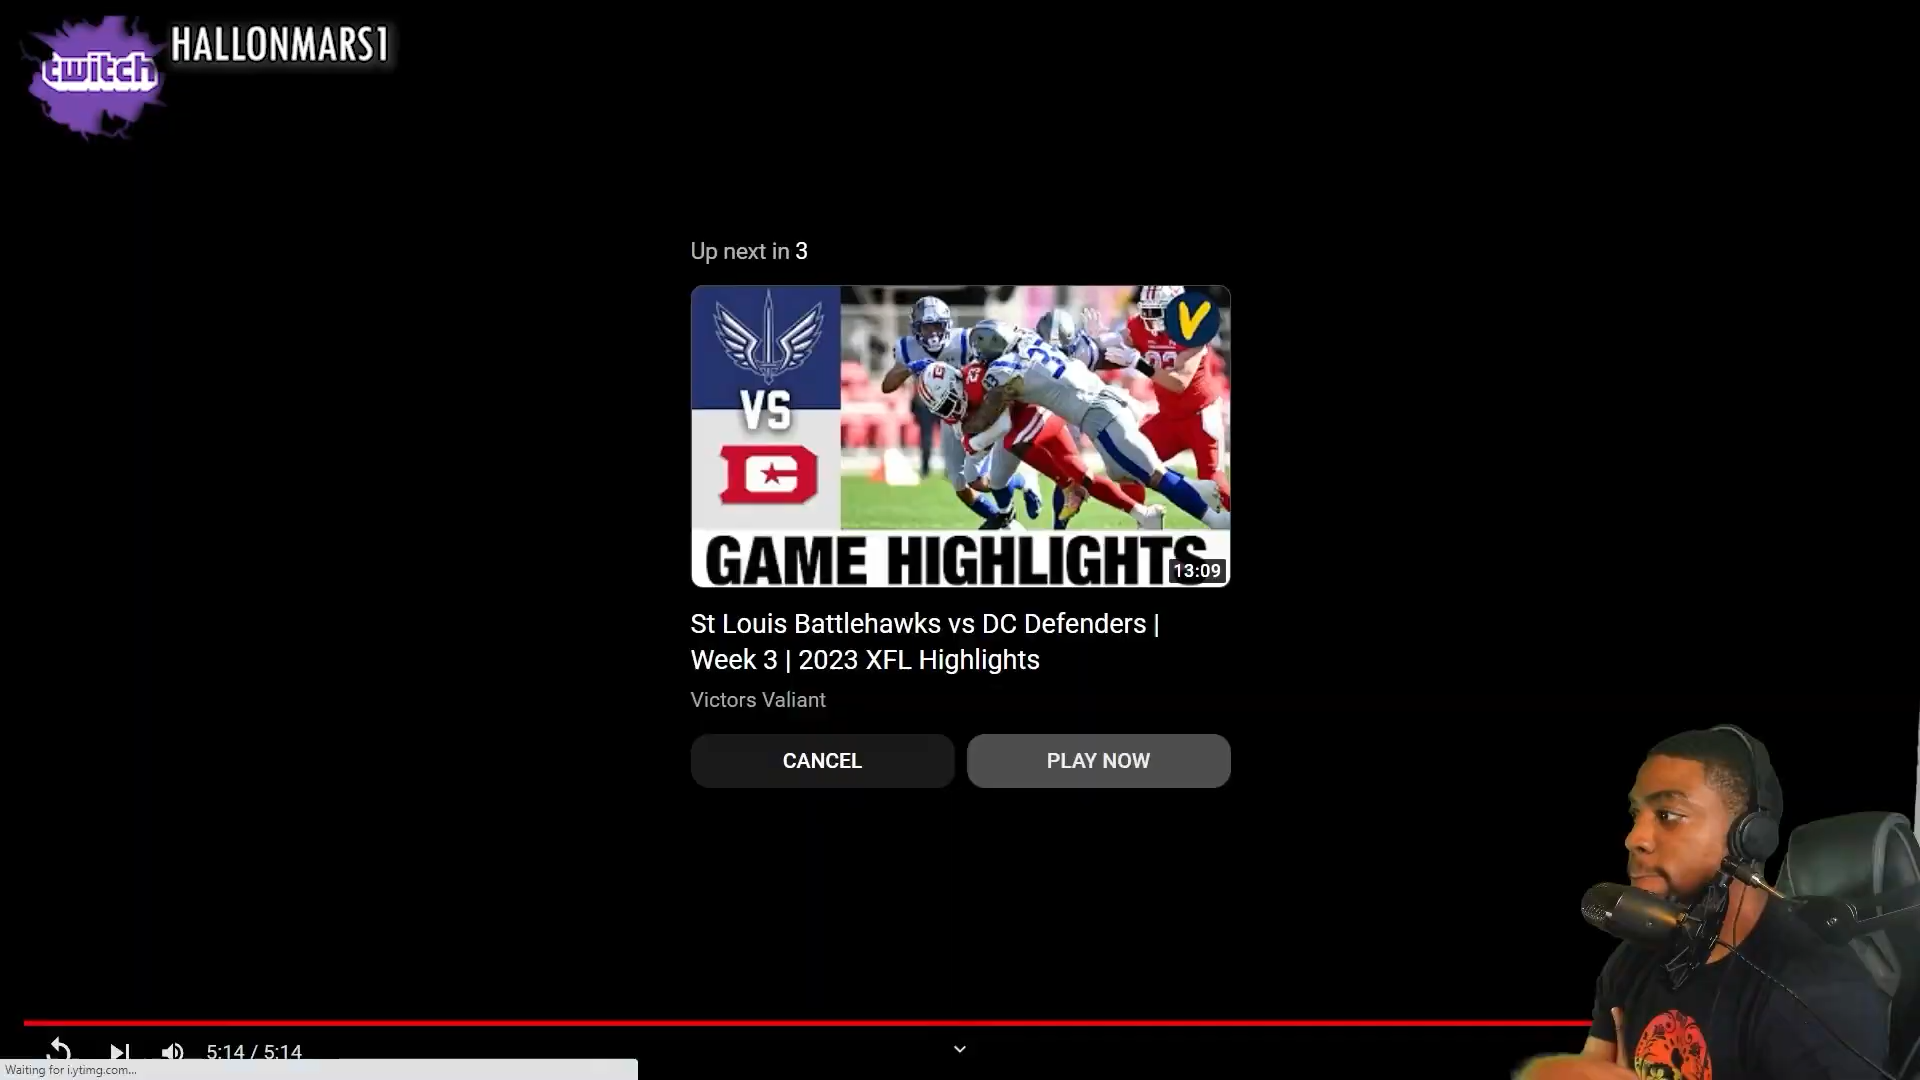 twitch
HALLONMARS1
Up next in 3
VS
D
C
GAME HIGHLIGHTS
13:09
St Louis Battlehawks vs DC Defenders |
Week 3 | 2023 XFL Highlights
Victors Valiant
CANCEL
PLAY NOW
5:14 / 5:14
Waiting for i.ytimg.com...